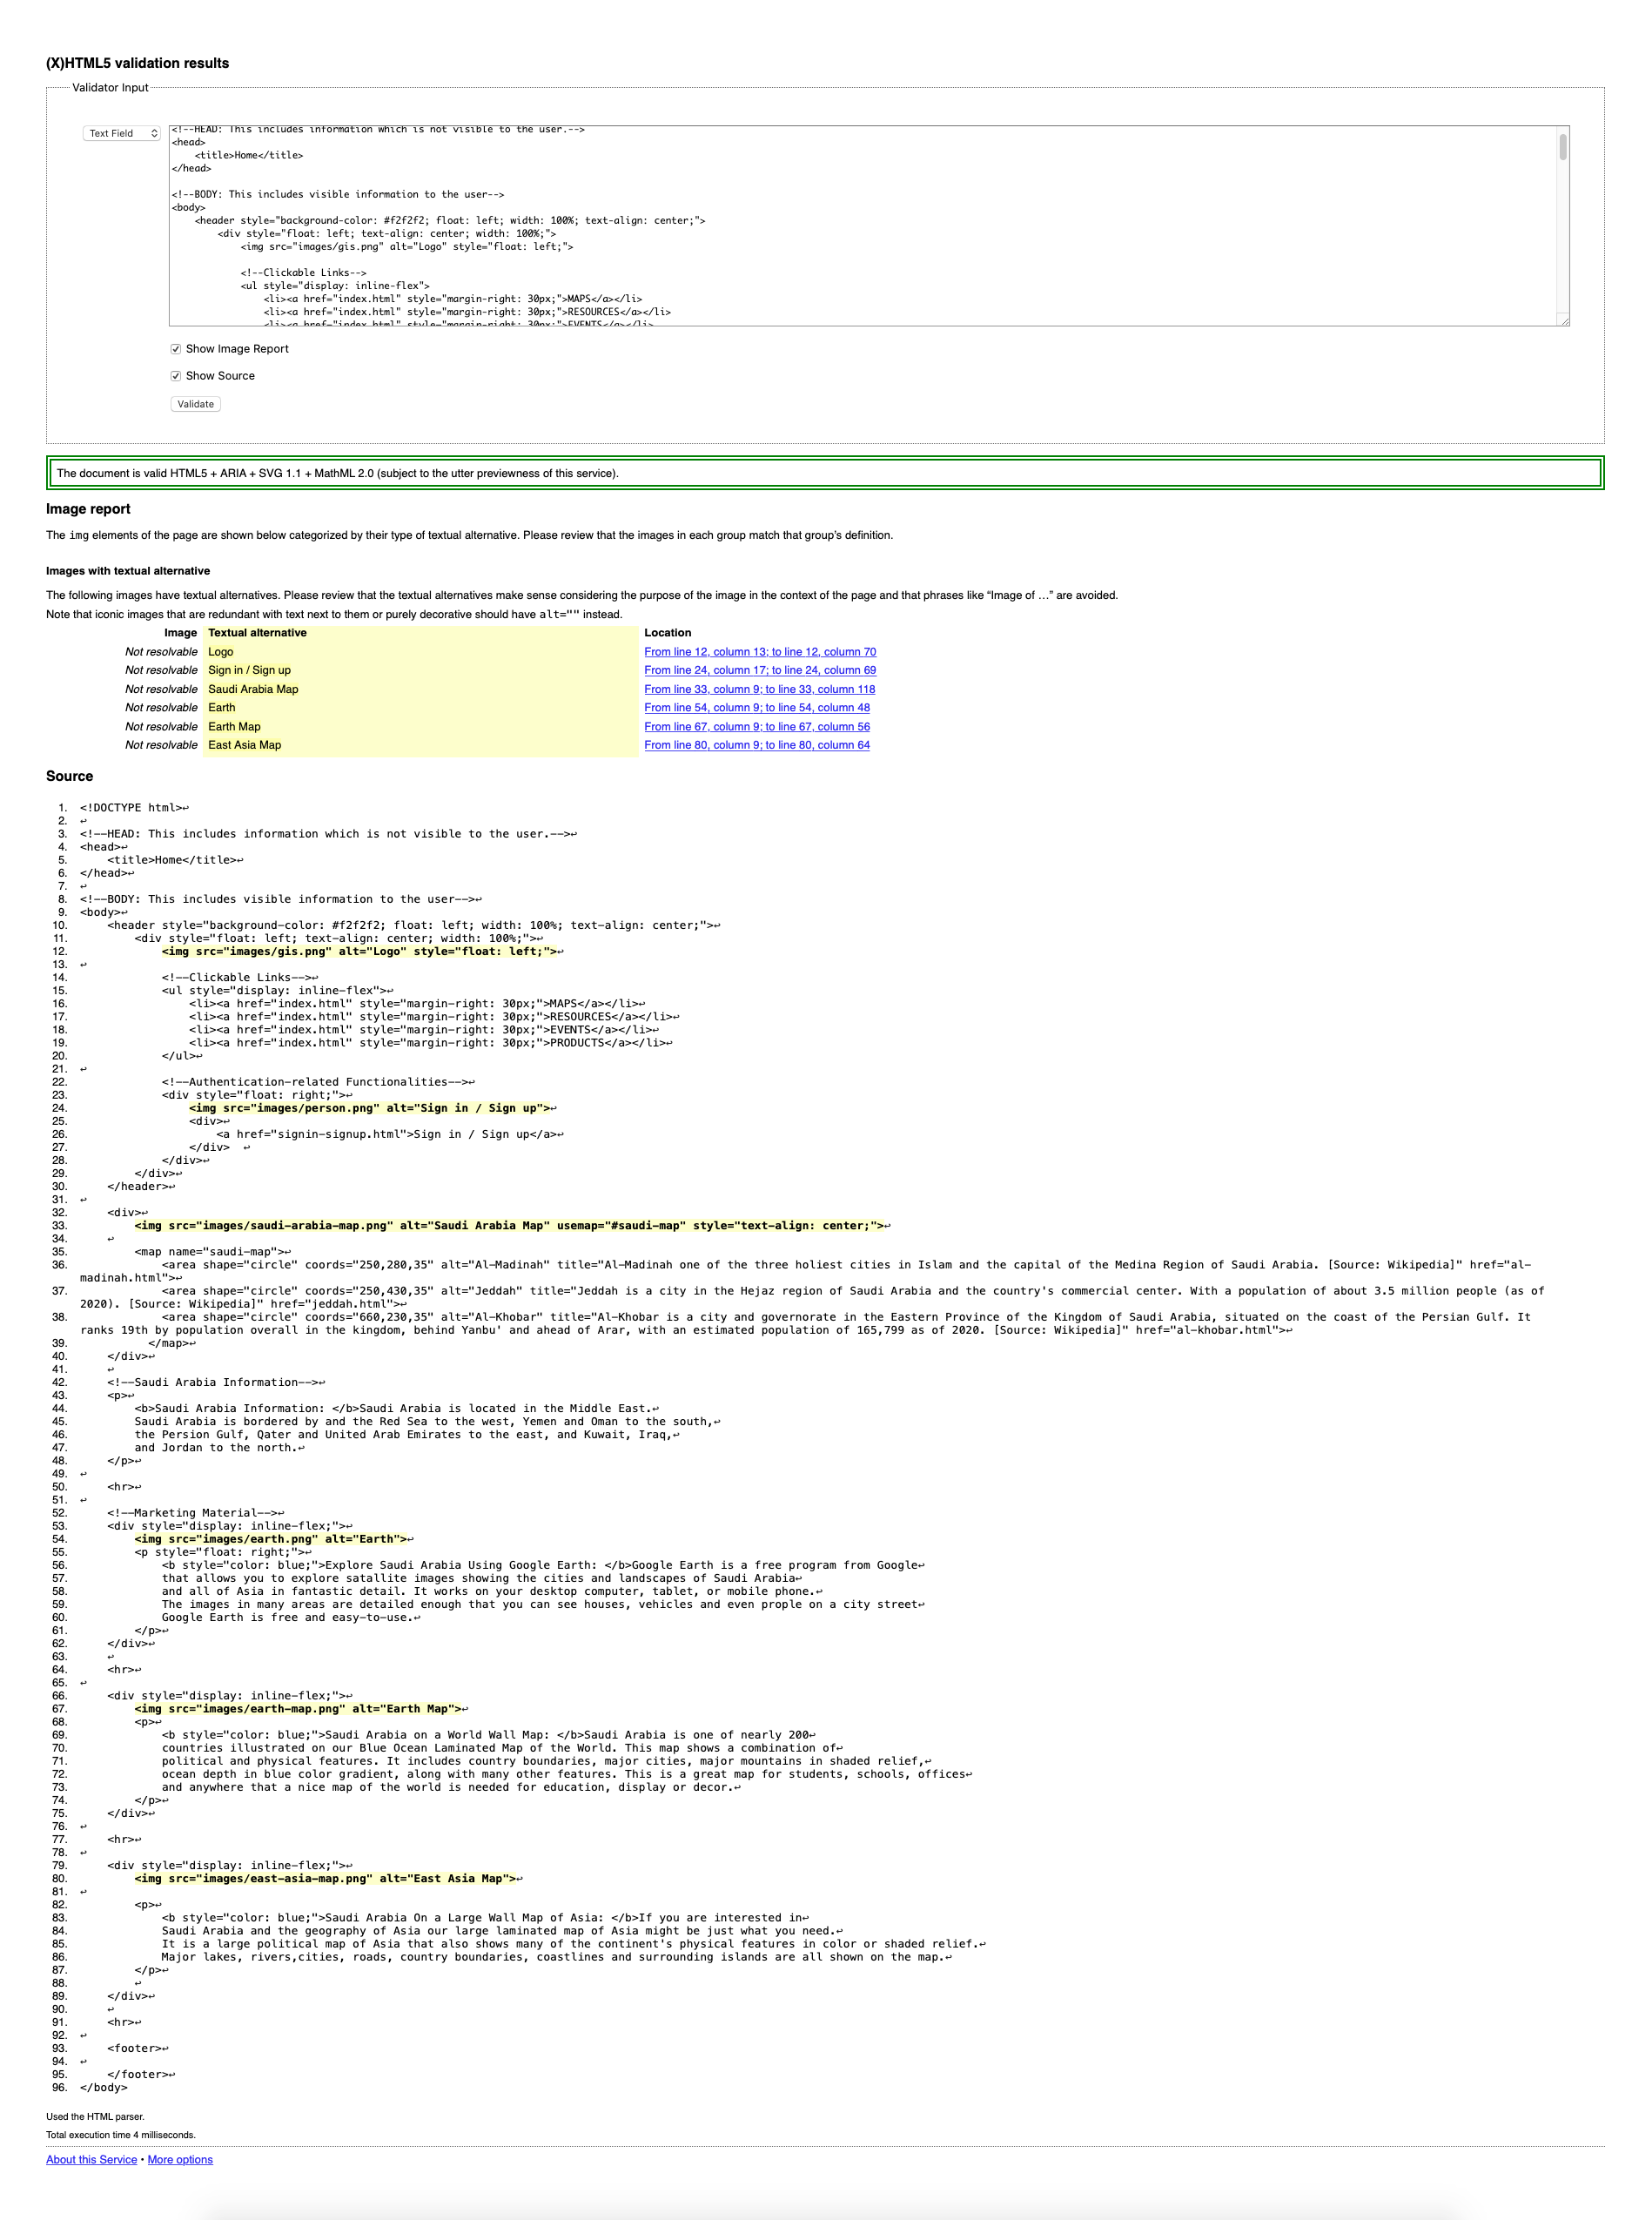 (X)HTML5 validation results
Validator Input
Text Field
<!--HEAD: This includes information which is not visible to the user.-->
<head>
    <title>Home</title>
</head>

<!--BODY: This includes visible information to the user-->
<body>
    <header style="background-color: #f2f2f2; float: left; width: 100%; text-align: center;">
        <div style="float: left; text-align: center; width: 100%;">
            <img src="images/gis.png" alt="Logo" style="float: left;">

            <!--Clickable Links-->
            <ul style="display: inline-flex">
                <li><a href="index.html" style="margin-right: 30px;">MAPS</a></li>
                <li><a href="index.html" style="margin-right: 30px;">RESOURCES</a></li>
                <li><a href="index.html" style="margin-right: 30px;">EVENTS</a></li>
Show Image Report
Show Source
Validate
The document is valid HTML5 + ARIA + SVG 1.1 + MathML 2.0 (subject to the utter previewness of this service).
Image report
The img elements of the page are shown below categorized by their type of textual alternative. Please review that the images in each group match that group’s definition.
Images with textual alternative
The following images have textual alternatives. Please review that the textual alternatives make sense considering the purpose of the image in the context of the page and that phrases like “Image of …” are avoided.
Note that iconic images that are redundant with text next to them or purely decorative should have alt="" instead.
Image Textual alternative Location
Not resolvable Logo From line 12, column 13; to line 12, column 70
Not resolvable Sign in / Sign up From line 24, column 17; to line 24, column 69
Not resolvable Saudi Arabia Map From line 33, column 9; to line 33, column 118
Not resolvable Earth From line 54, column 9; to line 54, column 48
Not resolvable Earth Map From line 67, column 9; to line 67, column 56
Not resolvable East Asia Map From line 80, column 9; to line 80, column 64
Source
1. <!DOCTYPE html>↩
2. ↩
3. <!--HEAD: This includes information which is not visible to the user.-->↩
4. <head>↩
5.     <title>Home</title>↩
6. </head>↩
7. ↩
8. <!--BODY: This includes visible information to the user-->↩
9. <body>↩
10.     <header style="background-color: #f2f2f2; float: left; width: 100%; text-align: center;">↩
11.         <div style="float: left; text-align: center; width: 100%;">↩
12.             <img src="images/gis.png" alt="Logo" style="float: left;">↩
13. ↩
14.             <!--Clickable Links-->↩
15.             <ul style="display: inline-flex">↩
16.                 <li><a href="index.html" style="margin-right: 30px;">MAPS</a></li>↩
17.                 <li><a href="index.html" style="margin-right: 30px;">RESOURCES</a></li>↩
18.                 <li><a href="index.html" style="margin-right: 30px;">EVENTS</a></li>↩
19.                 <li><a href="index.html" style="margin-right: 30px;">PRODUCTS</a></li>↩
20.             </ul>↩
21. ↩
22.             <!--Authentication-related Functionalities-->↩
23.             <div style="float: right;">↩
24.                 <img src="images/person.png" alt="Sign in / Sign up">↩
25.                 <div>↩
26.                     <a href="signin-signup.html">Sign in / Sign up</a>↩
27.                 </div>  ↩
28.             </div>↩
29.         </div>↩
30.     </header>↩
31. ↩
32.     <div>↩
33.         <img src="images/saudi-arabia-map.png" alt="Saudi Arabia Map" usemap="#saudi-map" style="text-align: center;">↩
34.     ↩
35.         <map name="saudi-map">↩
36.             <area shape="circle" coords="250,280,35" alt="Al-Madinah" title="Al-Madinah one of the three holiest cities in Islam and the capital of the Medina Region of Saudi Arabia. [Source: Wikipedia]" href="al-
madinah.html">↩
37.             <area shape="circle" coords="250,430,35" alt="Jeddah" title="Jeddah is a city in the Hejaz region of Saudi Arabia and the country's commercial center. With a population of about 3.5 million people (as of
2020). [Source: Wikipedia]" href="jeddah.html">↩
38.             <area shape="circle" coords="660,230,35" alt="Al-Khobar" title="Al-Khobar is a city and governorate in the Eastern Province of the Kingdom of Saudi Arabia, situated on the coast of the Persian Gulf. It
ranks 19th by population overall in the kingdom, behind Yanbu' and ahead of Arar, with an estimated population of 165,799 as of 2020. [Source: Wikipedia]" href="al-khobar.html">↩
39.           </map>↩
40.     </div>↩
41.     ↩
42.     <!--Saudi Arabia Information-->↩
43.     <p>↩
44.         <b>Saudi Arabia Information: </b>Saudi Arabia is located in the Middle East.↩
45.         Saudi Arabia is bordered by and the Red Sea to the west, Yemen and Oman to the south,↩
46.         the Persion Gulf, Qater and United Arab Emirates to the east, and Kuwait, Iraq,↩
47.         and Jordan to the north.↩
48.     </p>↩
49. ↩
50.     <hr>↩
51. ↩
52.     <!--Marketing Material-->↩
53.     <div style="display: inline-flex;">↩
54.         <img src="images/earth.png" alt="Earth">↩
55.         <p style="float: right;">↩
56.             <b style="color: blue;">Explore Saudi Arabia Using Google Earth: </b>Google Earth is a free program from Google↩
57.             that allows you to explore satallite images showing the cities and landscapes of Saudi Arabia↩
58.             and all of Asia in fantastic detail. It works on your desktop computer, tablet, or mobile phone.↩
59.             The images in many areas are detailed enough that you can see houses, vehicles and even prople on a city street↩
60.             Google Earth is free and easy-to-use.↩
61.         </p>↩
62.     </div>↩
63.     ↩
64.     <hr>↩
65. ↩
66.     <div style="display: inline-flex;">↩
67.         <img src="images/earth-map.png" alt="Earth Map">↩
68.         <p>↩
69.             <b style="color: blue;">Saudi Arabia on a World Wall Map: </b>Saudi Arabia is one of nearly 200↩
70.             countries illustrated on our Blue Ocean Laminated Map of the World. This map shows a combination of↩
71.             political and physical features. It includes country boundaries, major cities, major mountains in shaded relief,↩
72.             ocean depth in blue color gradient, along with many other features. This is a great map for students, schools, offices↩
73.             and anywhere that a nice map of the world is needed for education, display or decor.↩
74.         </p>↩
75.     </div>↩
76. ↩
77.     <hr>↩
78. ↩
79.     <div style="display: inline-flex;">↩
80.         <img src="images/east-asia-map.png" alt="East Asia Map">↩
81. ↩
82.         <p>↩
83.             <b style="color: blue;">Saudi Arabia On a Large Wall Map of Asia: </b>If you are interested in↩
84.             Saudi Arabia and the geography of Asia our large laminated map of Asia might be just what you need.↩
85.             It is a large political map of Asia that also shows many of the continent's physical features in color or shaded relief.↩
86.             Major lakes, rivers,cities, roads, country boundaries, coastlines and surrounding islands are all shown on the map.↩
87.         </p>↩
88.         ↩
89.     </div>↩
90.     ↩
91.     <hr>↩
92. ↩
93.     <footer>↩
94. ↩
95.     </footer>↩
96. </body>
Used the HTML parser.
Total execution time 4 milliseconds.
About this Service • More options